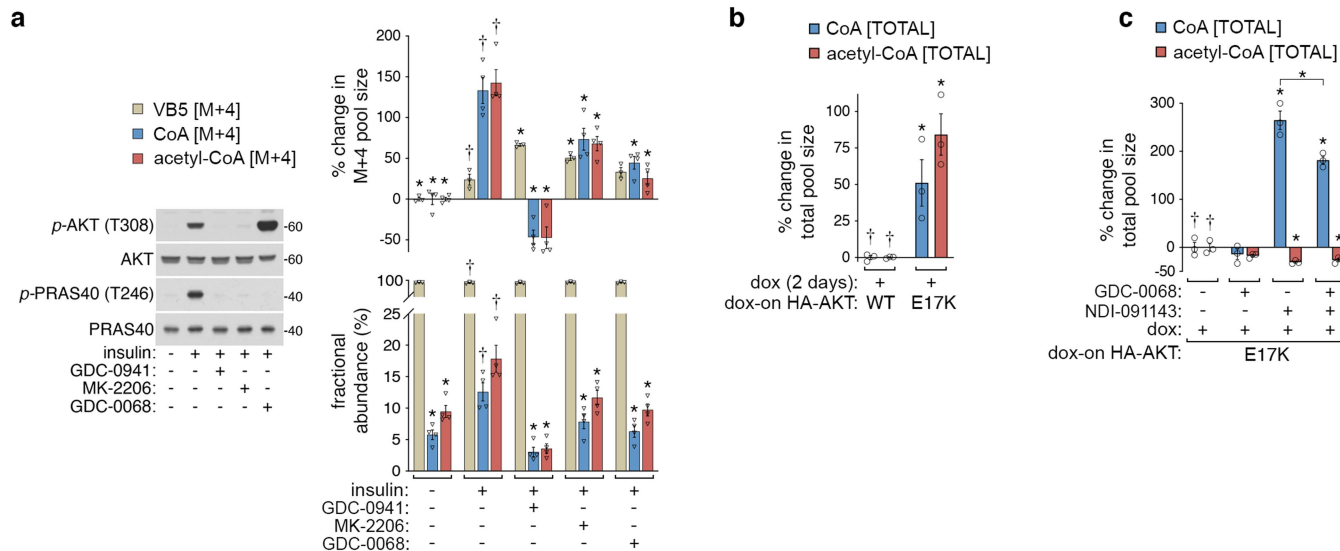 a
VB5 [M+4]
CoA [M+4]
acetyl-CoA [M+4]
p-AKT (T308)
-60
AKT
-60
p-PRAS40 (T246)
-40
PRAS40
-40
insulin: - + + + +
GDC-0941: - - + - -
MK-2206: - - - + -
GDC-0068: - - - - +
% change in
M+4 pool size
200
150
100
50
0
-50
† † † * * * * * * * * * * *
fractional
abundance (%)
100
25
20
15
10
5
0
† † † * * * * * * * *
insulin: - + + + +
GDC-0941: - - + - -
MK-2206: - - - + -
GDC-0068: - - - - +
b
CoA [TOTAL]
acetyl-CoA [TOTAL]
% change in
total pool size
100
75
50
25
0
† † * *
dox (2 days): + +
dox-on HA-AKT: WT E17K
c
CoA [TOTAL]
acetyl-CoA [TOTAL]
% change in
total pool size
300
200
100
0
-50
*
† † * * * *
GDC-0068: - + - +
NDI-091143: - - + +
dox: + + + +
dox-on HA-AKT: E17K